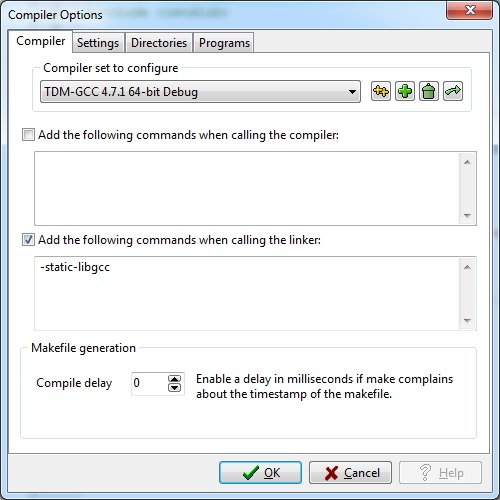 Compiler Options
Compiler Settings Directories Programs
Compiler set to configure
TDM-GCC 4.7.1 64-bit Debug
Add the following commands when calling the compiler:
Add the following commands when calling the linker:
-static-libgcc
Makefile generation
Compile delay 0 Enable a delay in milliseconds if make complains
about the timestamp of the makefile.
OK Cancel ? Help